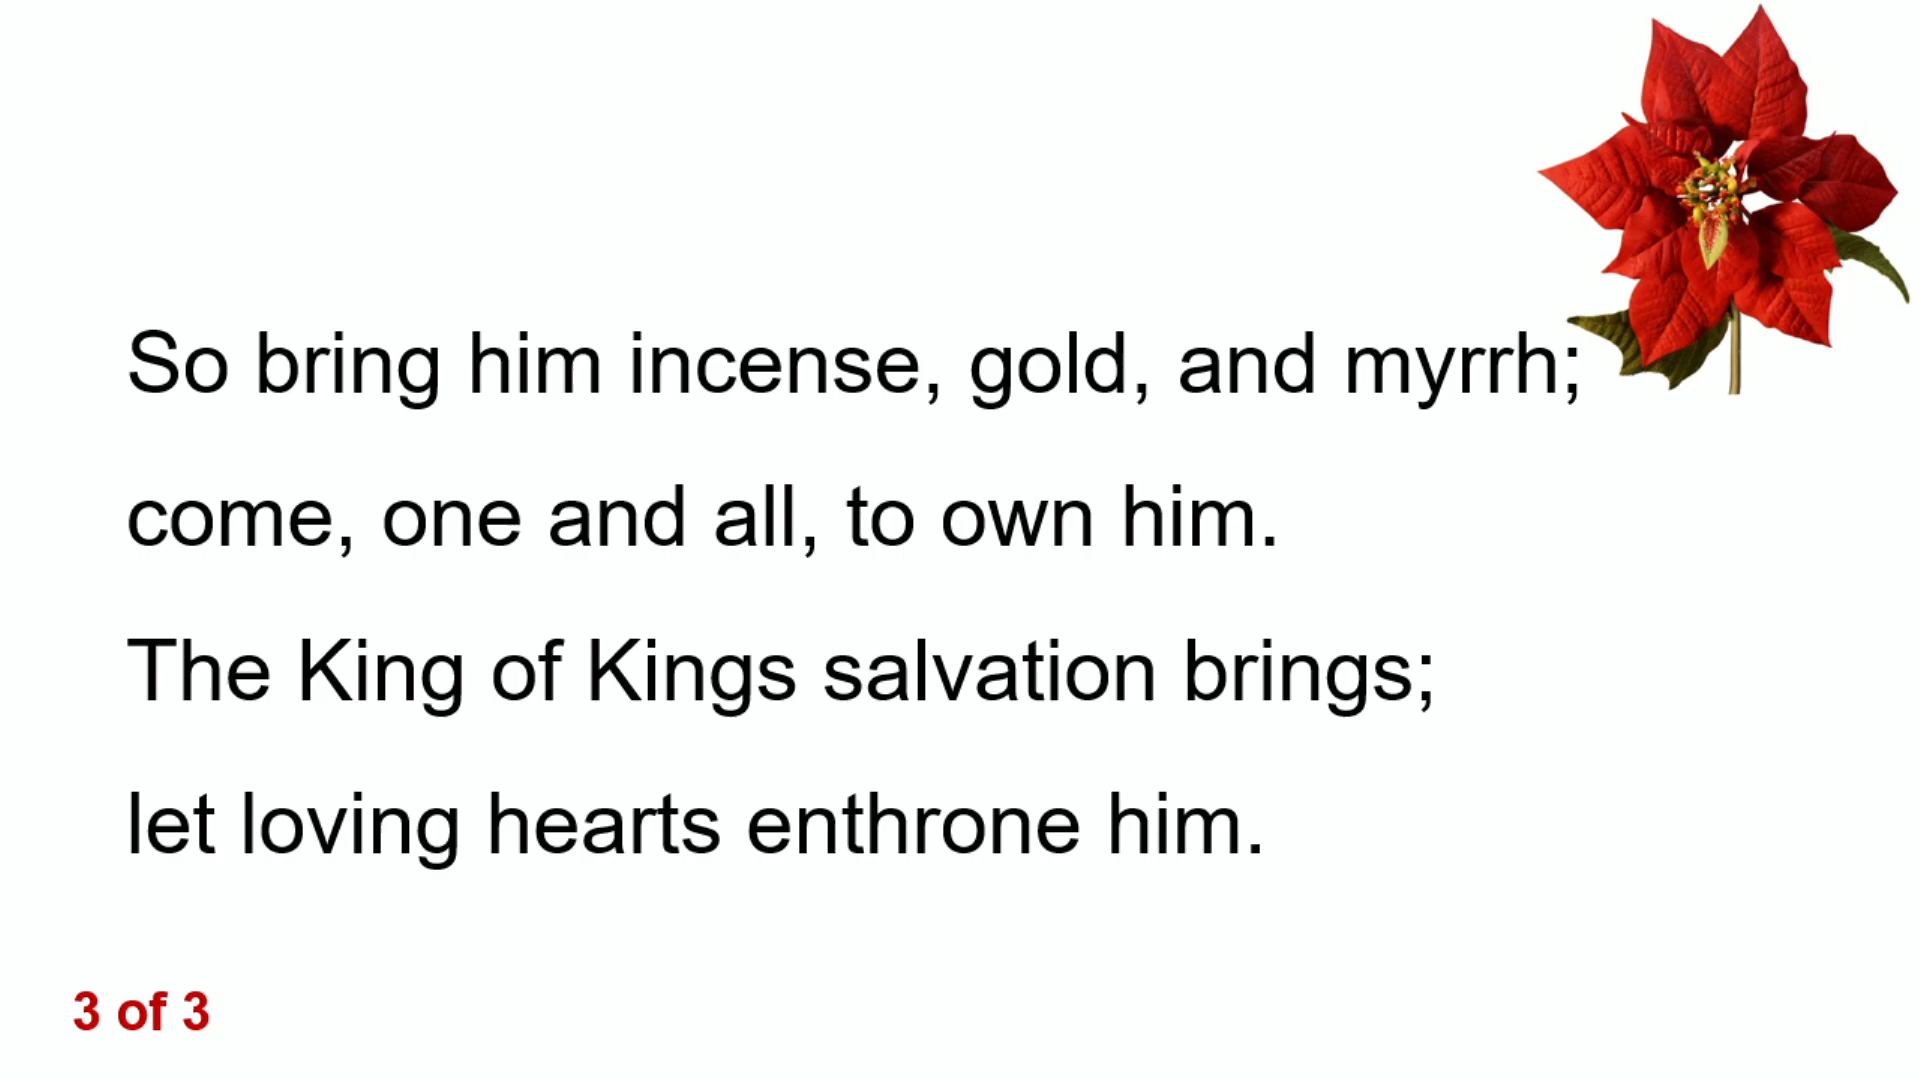 So bring him incense, gold, and myrrh;
come, one and all, to own him.
The King of Kings salvation brings;
let loving hearts enthrone him.
3 of 3